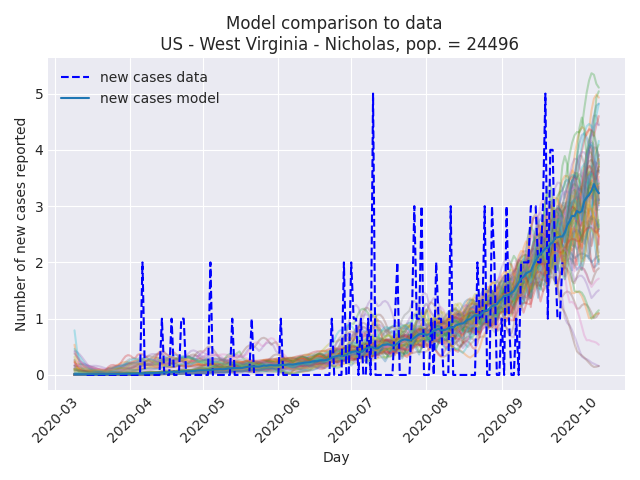 Model comparison to data
US - West Virginia - Nicholas, pop. = 24496
new cases data
new cases model
Number of new cases reported
5
4
3
2
1
0
2020-03
2020-04
2020-05
2020-06
2020-07
2020-08
2020-09
2020-10
Day